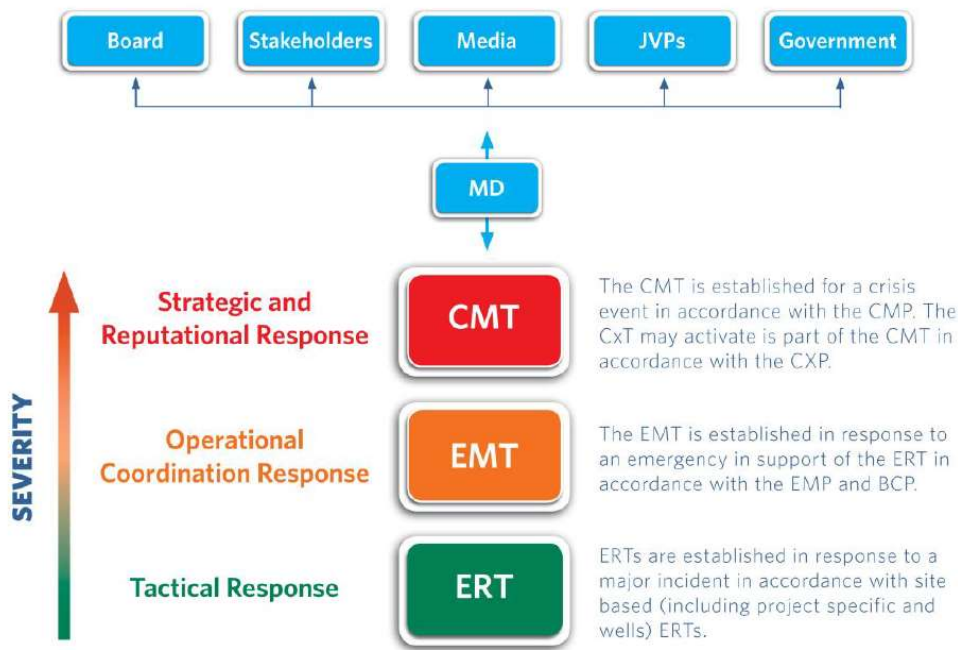 Board
Stakeholders
Media
JVPs
Government
MD
SEVERITY
Strategic and
Reputational Response
CMT
The CMT is established for a crisis
event in accordance with the CMP. The
CxT may activate is part of the CMT in
accordance with the CXP.
Operational
Coordination Response
EMT
The EMT is established in response to
an emergency in support of the ERT in
accordance with the EMP and BCP.
Tactical Response
ERT
ERTs are established in response to a
major incident in accordance with site
based (including project specific and
wells) ERTs.